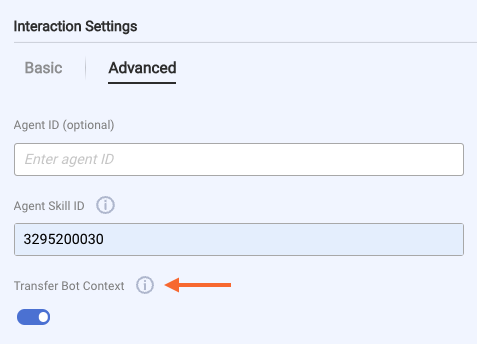 Interaction Settings
Basic
Advanced
Agent ID (optional)
Enter agent ID
Agent Skill ID
3295200030
Transfer Bot Context